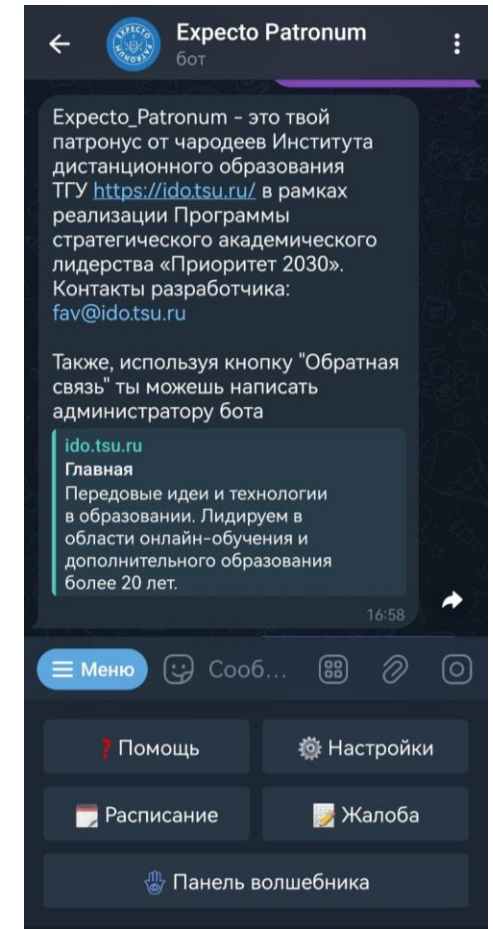 Expecto Patronum
бот
EXPECTO
PATRONUM
Expecto_Patronum - это твой
патронус от чародеев Института
дистанционного образования
ТГУ https://ido.tsu.ru/ в рамках
реализации Программы
стратегического академического
лидерства «Приоритет 2030».
Контакты разработчика:
fav@ido.tsu.ru
Также, используя кнопку "Обратная
связь" ты можешь написать
администратору бота
ido.tsu.ru
Главная
Передовые идеи и технологии
в образовании. Лидируем в
области онлайн-обучения и
дополнительного образования
более 20 лет.
16:58
Меню Сооб...
Помощь Настройки
Расписание Жалоба
Панель волшебника